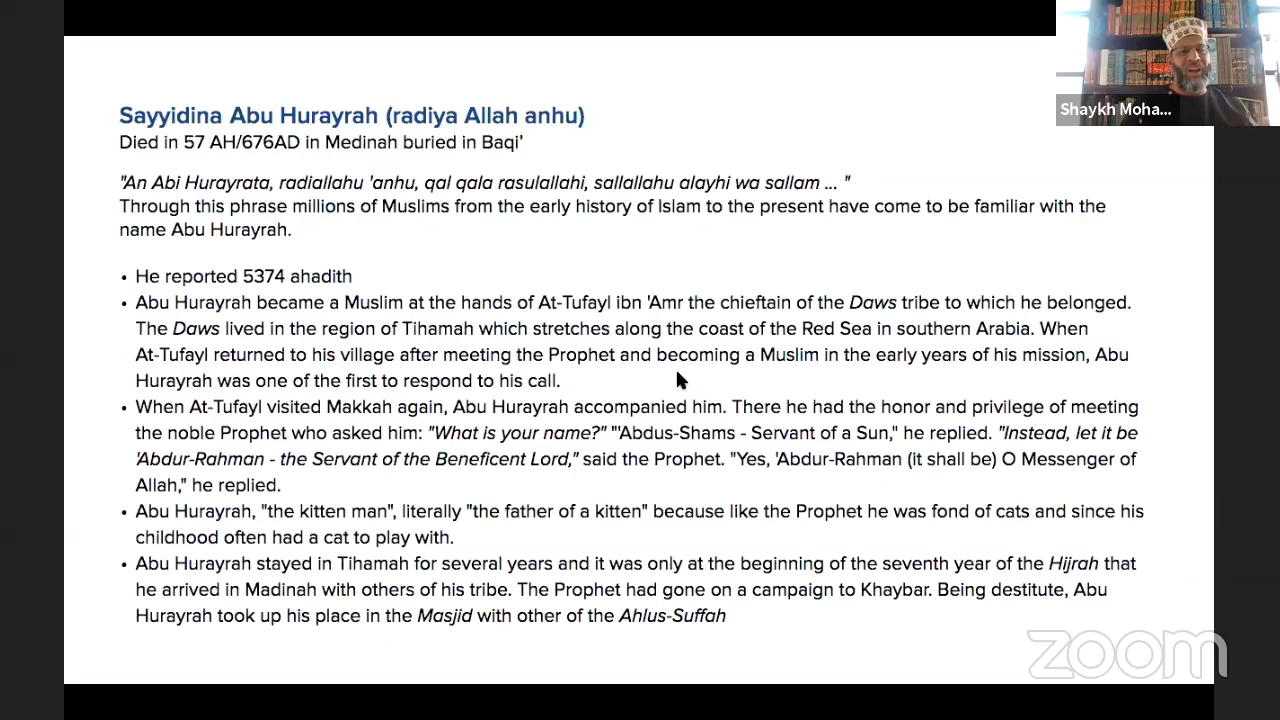 Shaykh Moha...
Sayyidina Abu Hurayrah (radiya Allah anhu)
Died in 57 AH/676AD in Medinah buried in Baqi’
"An Abi Hurayrata, radiallahu 'anhu, qal qala rasulallahi, sallallahu alayhi wa sallam ... "
Through this phrase millions of Muslims from the early history of Islam to the present have come to be familiar with the
name Abu Hurayrah.
• He reported 5374 ahadith
• Abu Hurayrah became a Muslim at the hands of At-Tufayl ibn 'Amr the chieftain of the Daws tribe to which he belonged.
The Daws lived in the region of Tihamah which stretches along the coast of the Red Sea in southern Arabia. When
At-Tufayl returned to his village after meeting the Prophet and becoming a Muslim in the early years of his mission, Abu
Hurayrah was one of the first to respond to his call.
• When At-Tufayl visited Makkah again, Abu Hurayrah accompanied him. There he had the honor and privilege of meeting
the noble Prophet who asked him: "What is your name?" "'Abdus-Shams - Servant of a Sun," he replied. "Instead, let it be
'Abdur-Rahman - the Servant of the Beneficent Lord," said the Prophet. "Yes, 'Abdur-Rahman (it shall be) O Messenger of
Allah," he replied.
• Abu Hurayrah, "the kitten man", literally "the father of a kitten" because like the Prophet he was fond of cats and since his
childhood often had a cat to play with.
• Abu Hurayrah stayed in Tihamah for several years and it was only at the beginning of the seventh year of the Hijrah that
he arrived in Madinah with others of his tribe. The Prophet had gone on a campaign to Khaybar. Being destitute, Abu
Hurayrah took up his place in the Masjid with other of the Ahlus-Suffah
zoom